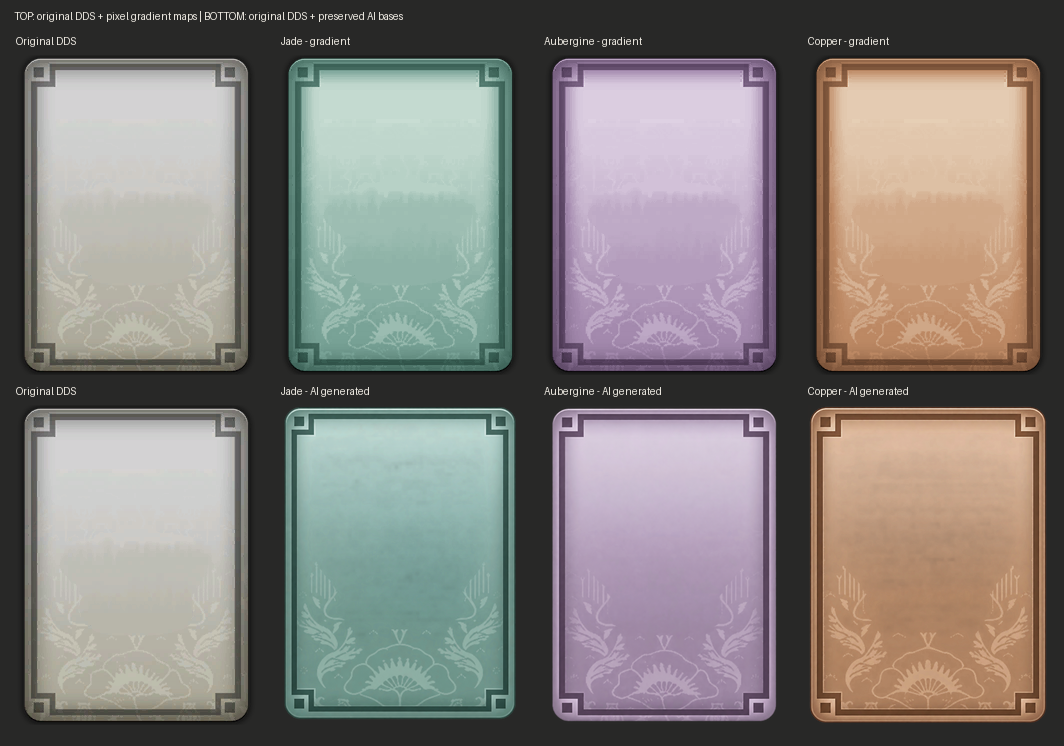 TOP: original DDS + pixel gradient maps | BOTTOM: original DDS + preserved AI bases
Original DDS
Jade - gradient
Aubergine - gradient
Copper - gradient
Original DDS
Jade - AI generated
Aubergine - AI generated
Copper - AI generated